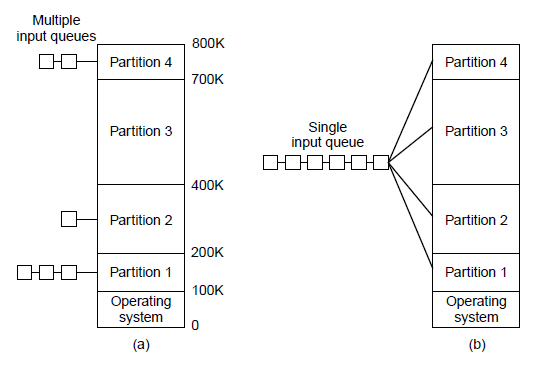 Multiple
input queues
800K
Partition 4
700K
Partition 3
400K
Partition 2
200K
Partition 1
100K
Operating
system
0
(a)
Single
input queue
Partition 4
Partition 3
Partition 2
Partition 1
Operating
system
(b)